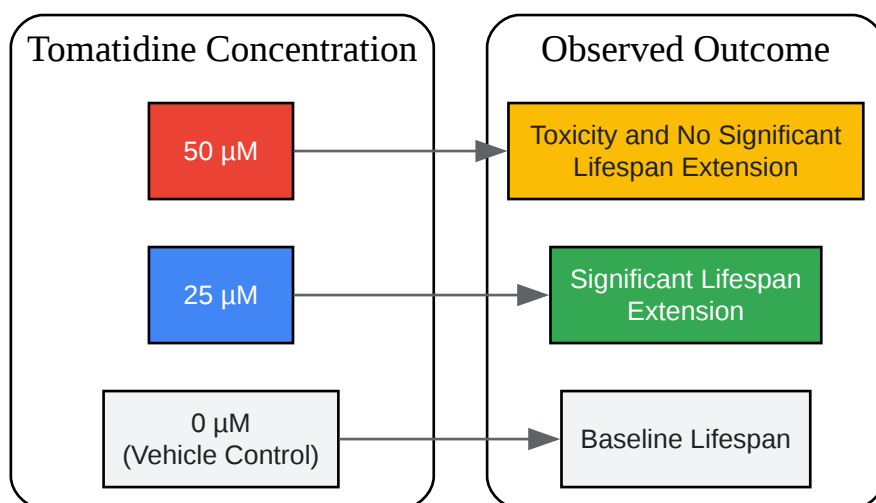 Tomatidine Concentration
Observed Outcome
50 µM
Toxicity and No Significant
Lifespan Extension
25 µM
Significant Lifespan
Extension
0 µM
(Vehicle Control)
Baseline Lifespan